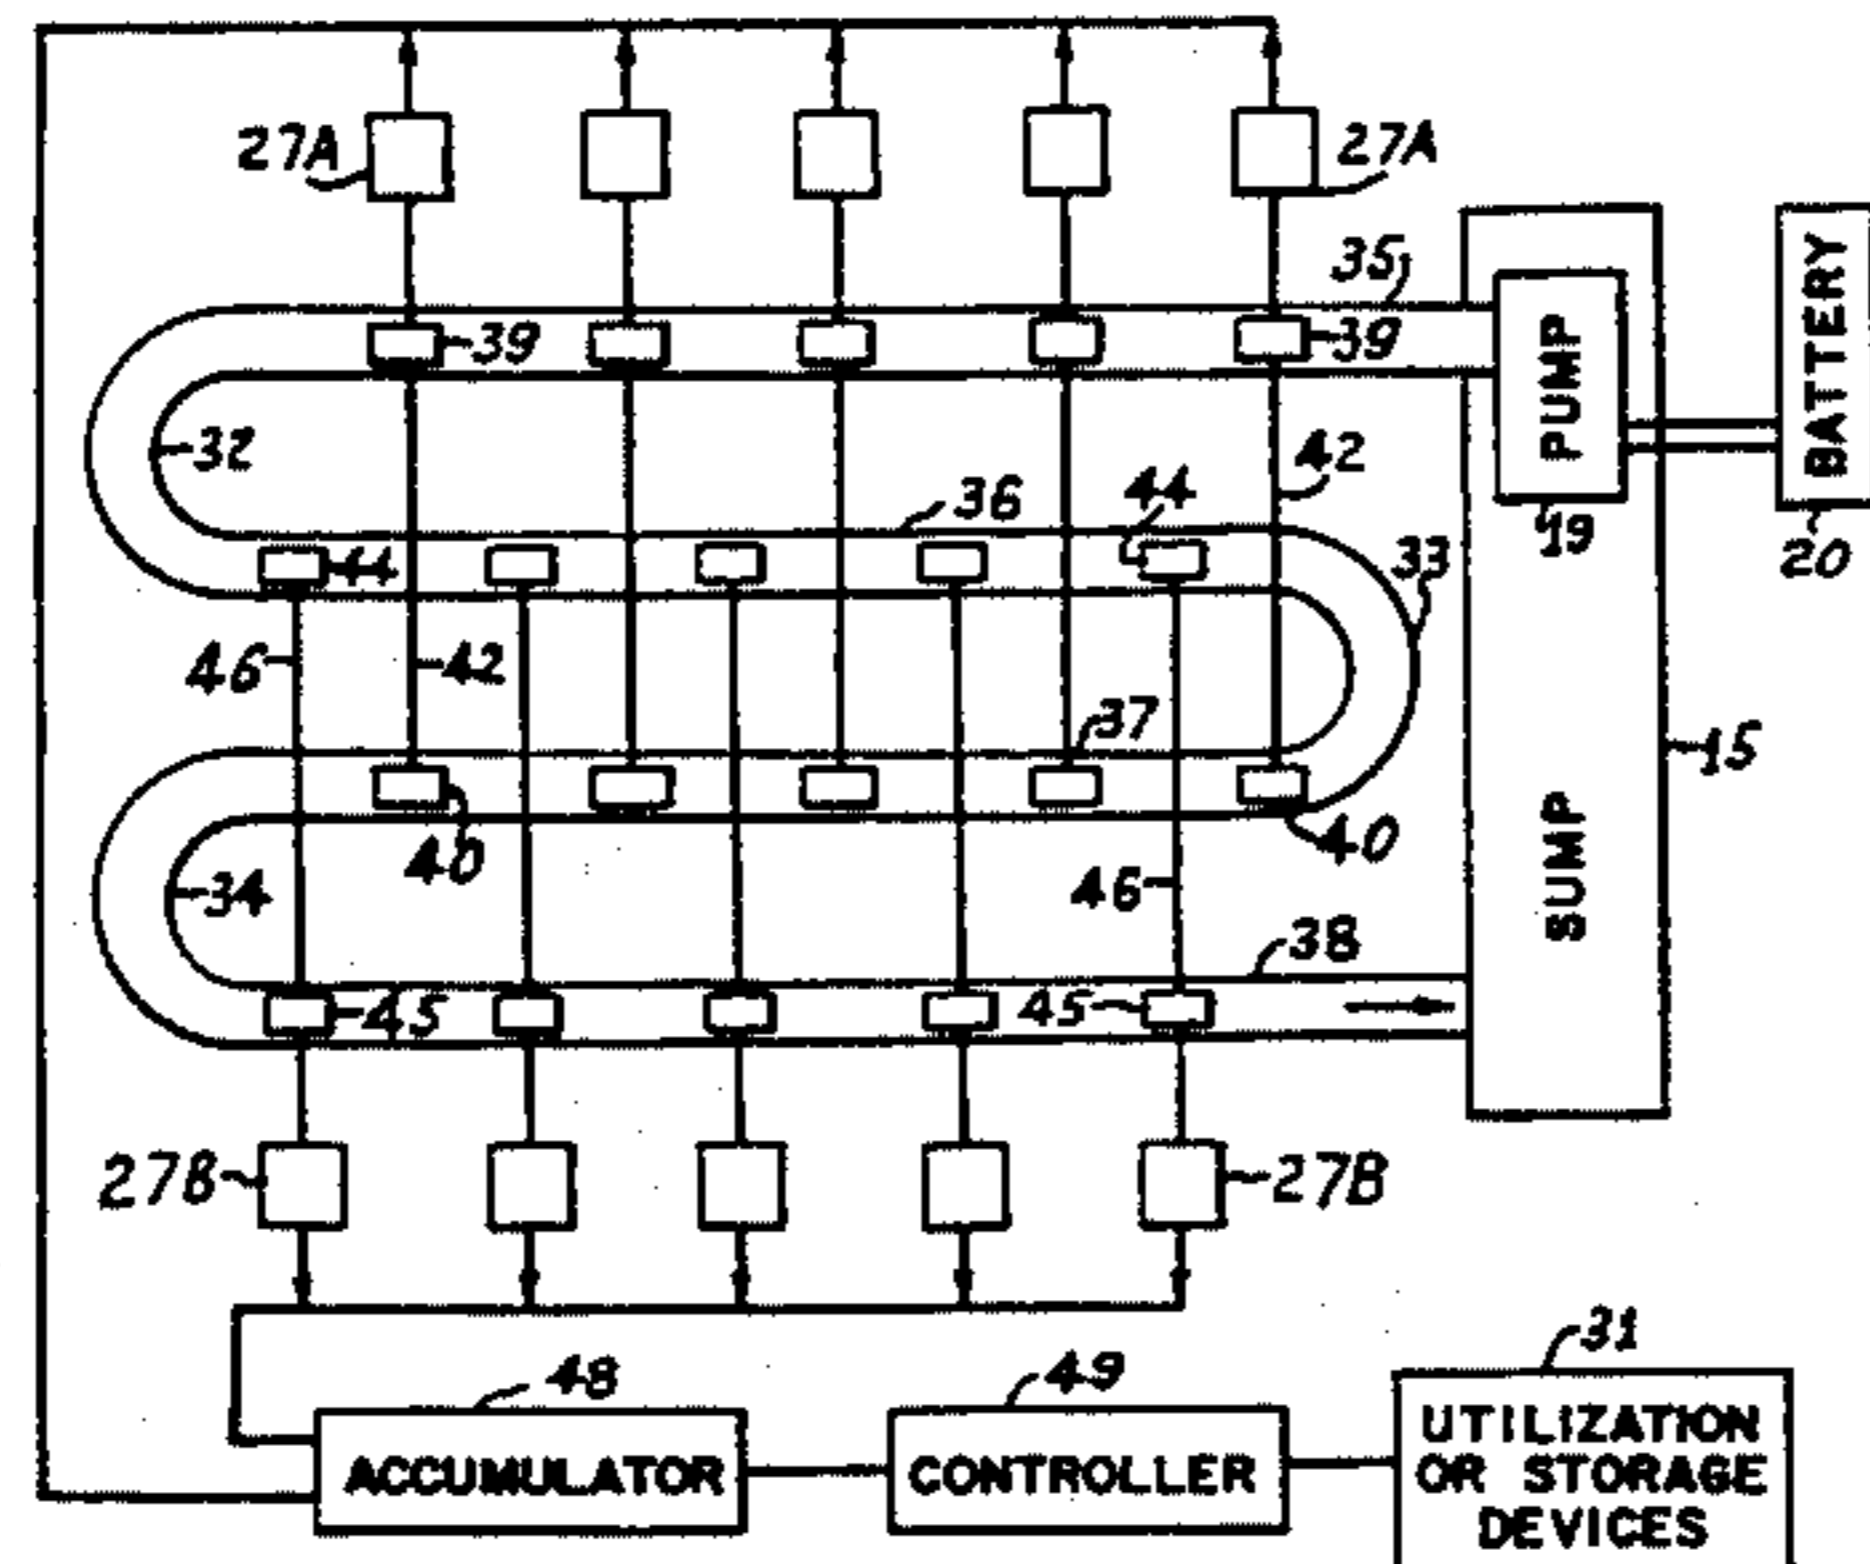 27A
27A
35
39
39
PUMP
BATTERY
32
42
44
36
19
20
44
33
46
42
37
15
40
40
SUMP
34
46
38
45
45
27B
27B
31
48
49
UTILIZATION
OR STORAGE
DEVICES
ACCUMULATOR
CONTROLLER